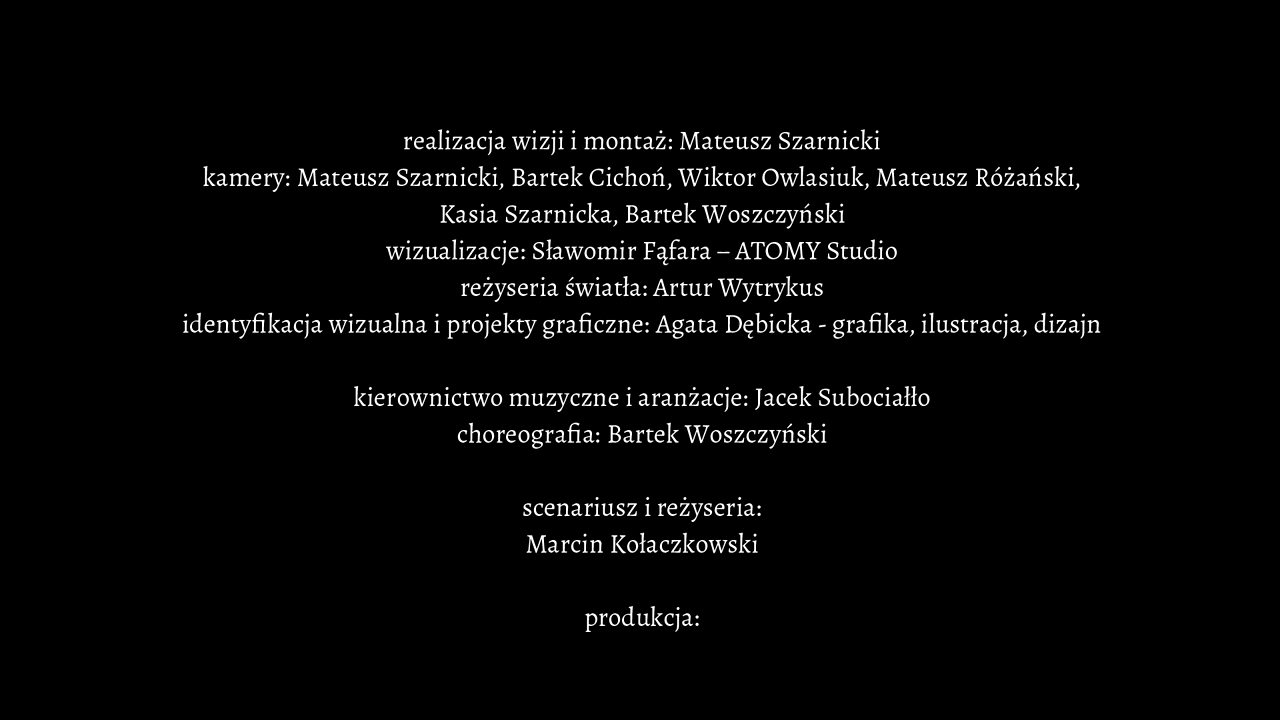 realizacja wizji i montaż: Mateusz Szarnicki
kamery: Mateusz Szarnicki, Bartek Cichoń, Wiktor Owlasiuk, Mateusz Różański,
Kasia Szarnicka, Bartek Woszczyński
wizualizacje: Sławomir Fąfara – ATOMY Studio
reżyseria światła: Artur Wytrykus
identyfikacja wizualna i projekty graficzne: Agata Dębicka - grafika, ilustracja, dizajn
kierownictwo muzyczne i aranżacje: Jacek Subociałło
choreografia: Bartek Woszczyński
scenariusz i reżyseria:
Marcin Kołaczkowski
produkcja: